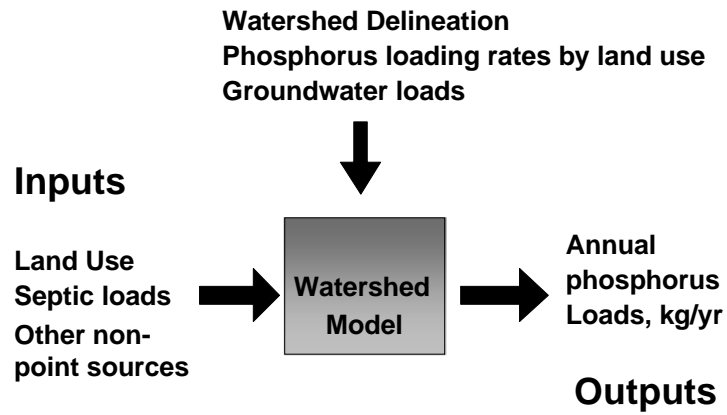 Watershed Delineation
Phosphorus loading rates by land use
Groundwater loads
Inputs
Land Use
Septic loads
Other non-
point sources
Watershed
Model
Annual
phosphorus
Loads, kg/yr
Outputs